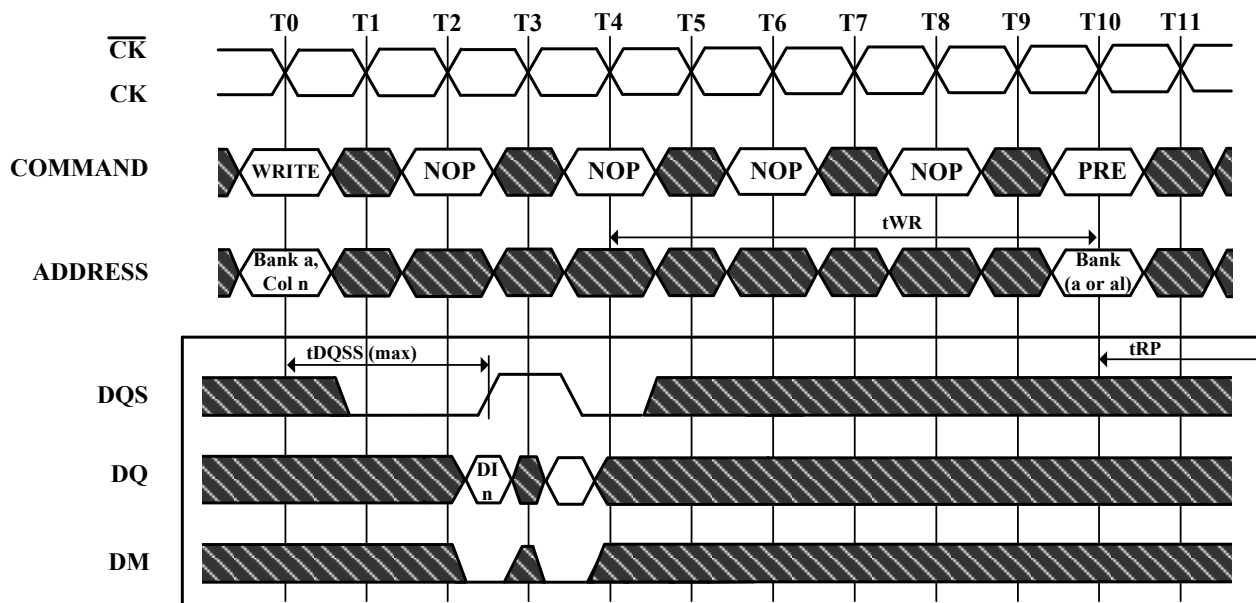 T0 T1 T2 T3 T4 T5 T6 T7 T8 T9 T10 T11
CK
CK
COMMAND WRITE NOP NOP NOP NOP PRE
tWR
ADDRESS Bank a, Col n Bank (a or al)
tDQSS (max) tRP
DQS
DQ DI n
DM